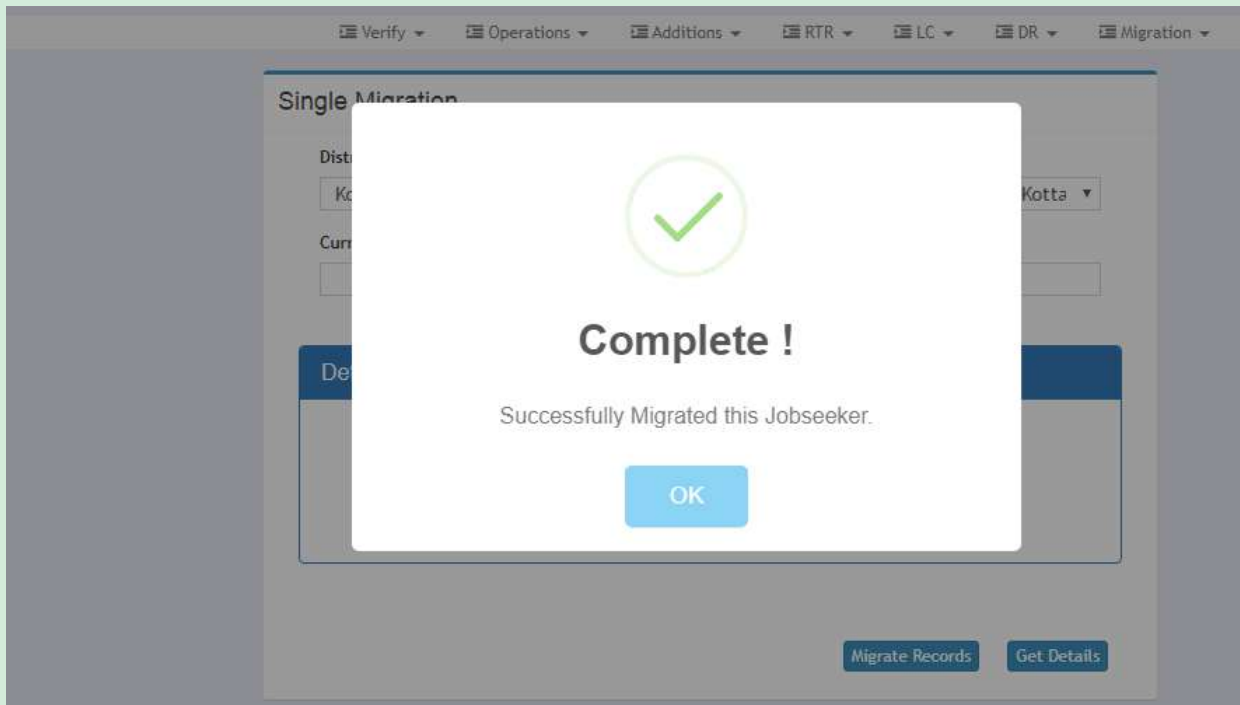 Verify Operations Additions RTR LC DR Migration
Single Migration
Kotta
Complete !
Successfully Migrated this Jobseeker.
OK
Migrate Records Get Details